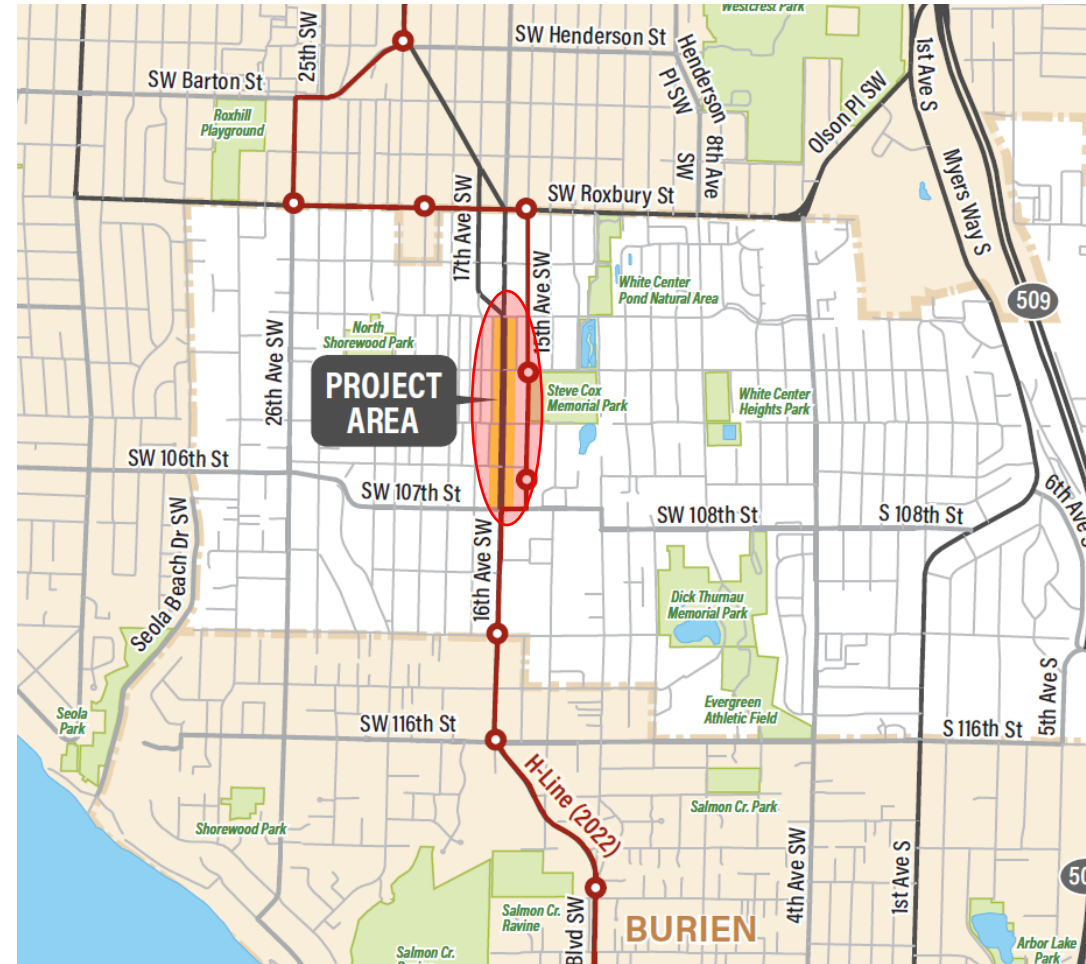 Westcrest Park
25th SW
SW Henderson St
Henderson
Pl SW
1st Ave S
SW Barton St
Roxhill
Playground
Olson Pl SW
8th Ave
SW
Myers Way S
SW Roxbury St
17th Ave SW
15th Ave SW
White Center
Pond Natural Area
509
26th Ave SW
North
Shorewood Park
PROJECT
AREA
Steve Cox
Memorial Park
White Center
Heights Park
SW 106th St
SW 107th St
6th Ave S
SW 108th St
S 108th St
Seola Beach Dr SW
16th Ave SW
Dick Thurnau
Memorial Park
Seola
Park
Evergreen
Athletic Field
5th Ave S
SW 116th St
S 116th St
H-Line (2022)
Shorewood Park
Salmon Cr. Park
4th Ave SW
1st Ave S
50
Salmon Cr.
Ravine
Blvd SW
BURIEN
Salmon Cr.
Arbor Lake
Park